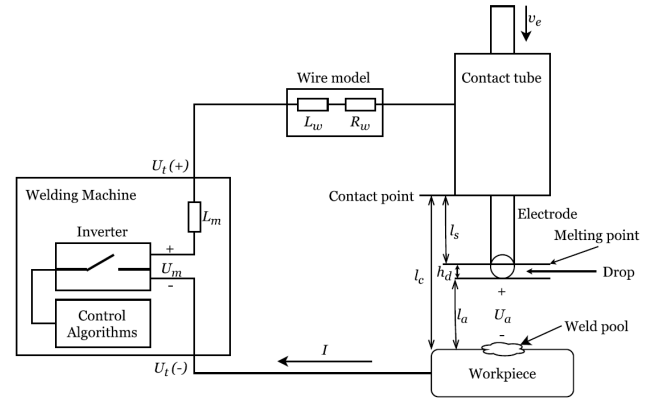 v_e
Contact tube
Wire model
L_w
R_w
U_t (+)
Welding Machine
L_m
Inverter
+
U_m
-
Control
Algorithms
U_t (-)
Contact point
l_s
Electrode
Melting point
l_c
h_d
Drop
+
l_a
U_a
-
Weld pool
I
Workpiece